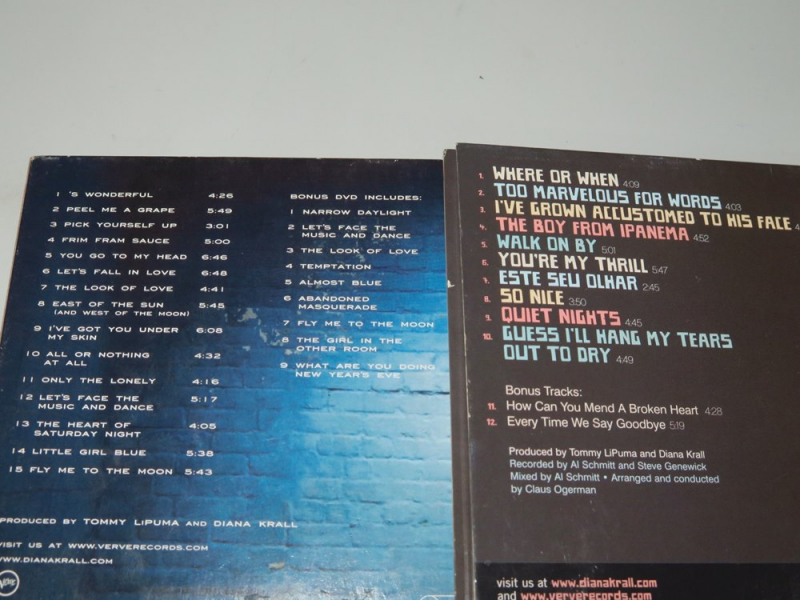 1 'S WONDERFUL 4:26
2 PEEL ME A GRAPE 5:49
3 PICK YOURSELF UP 3:01
4 FRIM FRAM SAUCE 5:00
5 YOU GO TO MY HEAD 6:46
6 LET'S FALL IN LOVE 6:48
7 THE LOOK OF LOVE 4:41
8 EAST OF THE SUN 5:45
(AND WEST OF THE MOON)
9 I'VE GOT YOU UNDER 6:08
MY SKIN
10 ALL OR NOTHING 4:32
AT ALL
11 ONLY THE LONELY 4:16
12 LET'S FACE THE 5:17
MUSIC AND DANCE
13 THE HEART OF 4:05
SATURDAY NIGHT
14 LITTLE GIRL BLUE 5:38
15 FLY ME TO THE MOON 5:43
BONUS DVD INCLUDES:
1 NARROW DAYLIGHT
2 LET'S FACE THE
MUSIC AND DANCE
3 THE LOOK OF LOVE
4 TEMPTATION
5 ALMOST BLUE
6 ABANDONED
MASQUERADE
7 FLY ME TO THE MOON
8 THE GIRL IN THE
OTHER ROOM
9 WHAT ARE YOU DOING
NEW YEAR'S EVE
RODUCED BY TOMMY LIPUMA AND DIANA KRALL
ISIT US AT WWW.VERVERECORDS.COM
WWW.DIANAKRALL.COM
VERVE
1. WHERE OR WHEN 4:09
2. TOO MARVELOUS FOR WORDS 4:03
3. I'VE GROWN ACCUSTOMED TO HIS FACE
4. THE BOY FROM IPANEMA 4:52
5. WALK ON BY 5:01
6. YOU'RE MY THRILL 5:47
7. ESTE SEU OLHAR 2:45
8. SO NICE 3:50
9. QUIET NIGHTS 4:45
10. GUESS I'LL HANG MY TEARS
OUT TO DRY 4:49
Bonus Tracks:
11. How Can You Mend A Broken Heart 4:28
12. Every Time We Say Goodbye 5:19
Produced by Tommy LiPuma and Diana Krall
Recorded by Al Schmitt and Steve Genewick
Mixed by Al Schmitt • Arranged and conducted
by Claus Ogerman
visit us at www.dianakrall.com
and www.ververecords.com